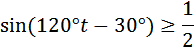 sin(120°t − 30°) ≥ 1/2